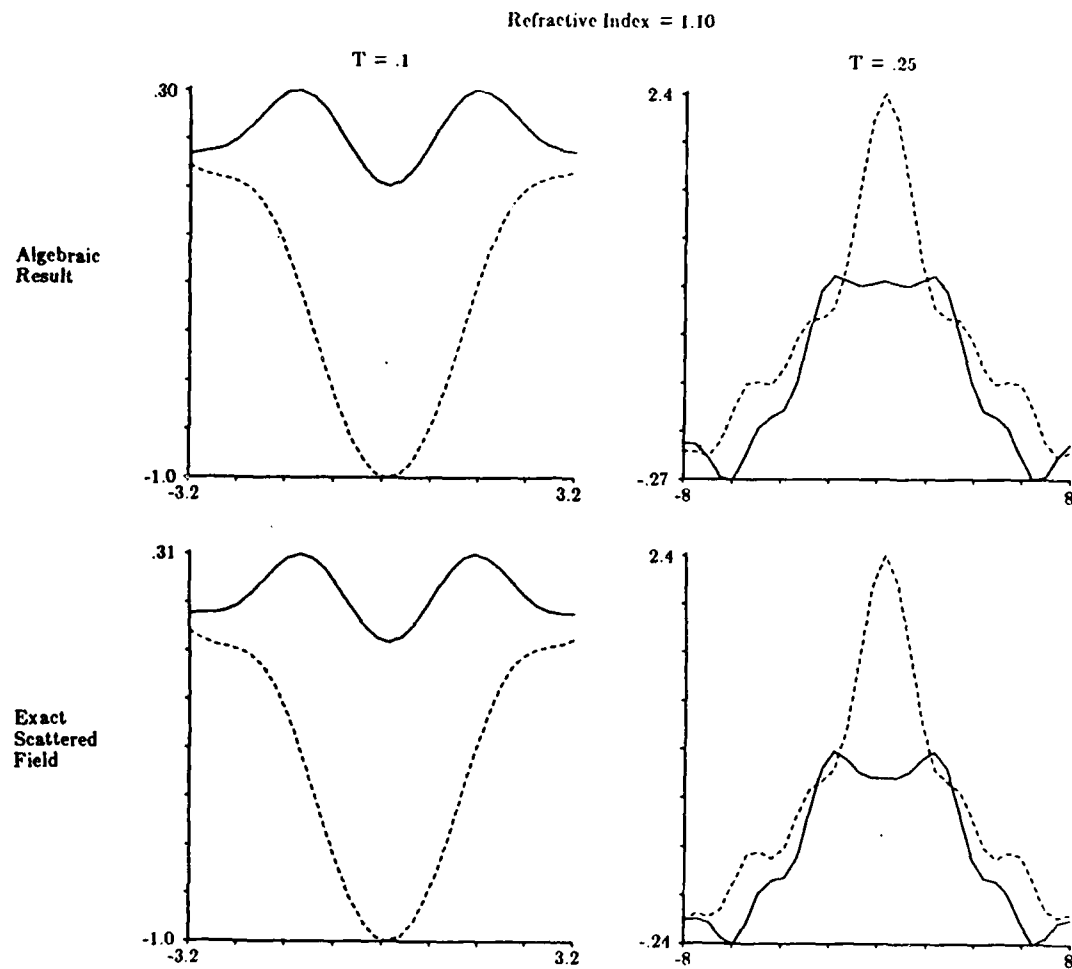 Refractive Index = 1.10
T = .1
T = .25
.30
2.4
Algebraic
Result
-1.0
-3.2
3.2
-.27
-8
8
.31
2.4
Exact
Scattered
Field
-1.0
-3.2
3.2
-.24
-8
8